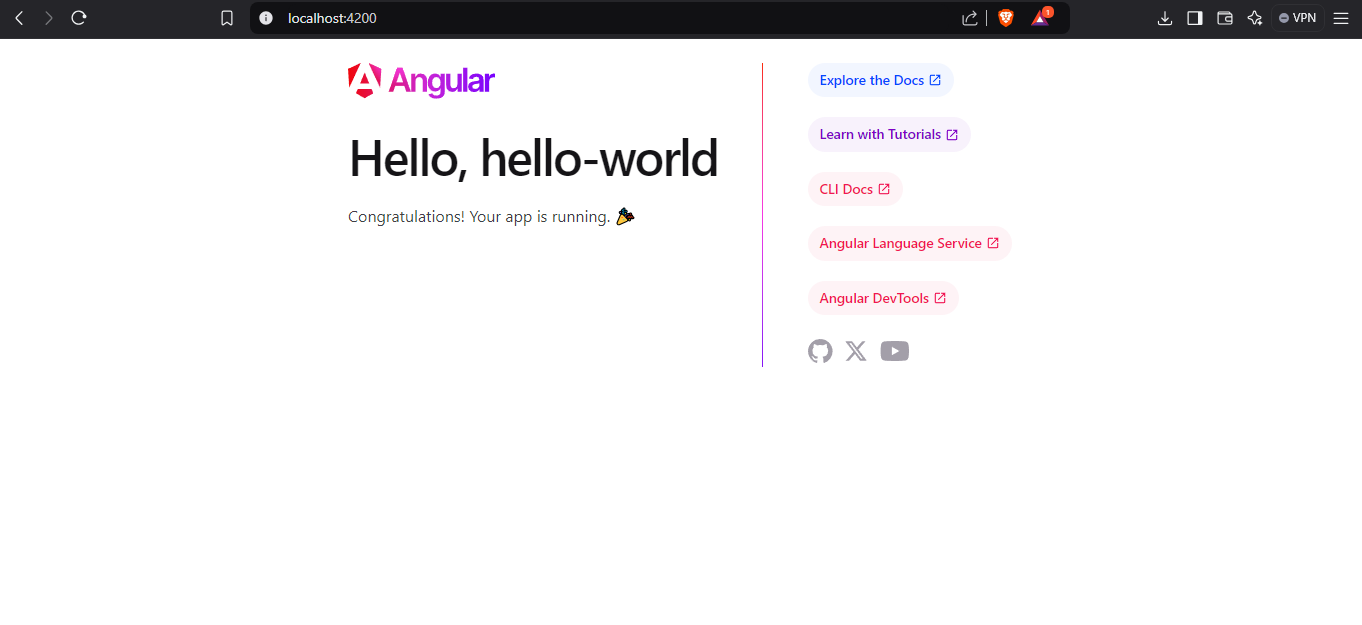 localhost:4200
1
VPN
Angular
Hello, hello-world
Congratulations! Your app is running. 🎉
Explore the Docs
Learn with Tutorials
CLI Docs
Angular Language Service
Angular DevTools